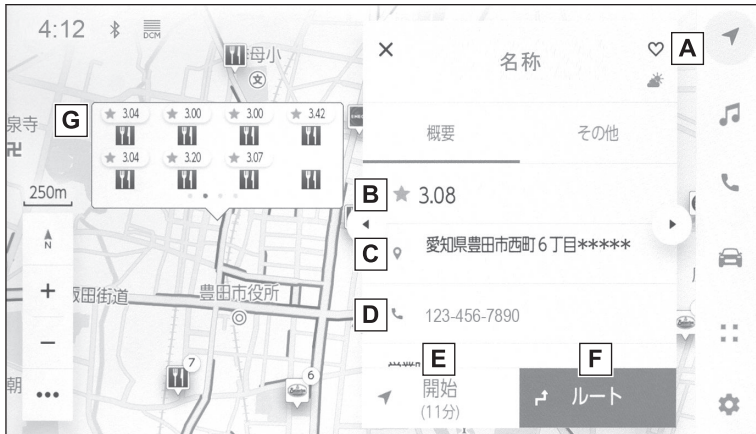 4:12
DCM
母小
文
A
名称
G
3.04 3.00 3.00 3.42
3.04 3.20 3.07
泉寺
卍
概要 その他
250m
B
3.08
C
愛知県豊田市西町6丁目*****
N
+
反田街道
豊田市役所
D
123-456-7890
−
7
6
朝
E
開始
(11分)
F
ルート